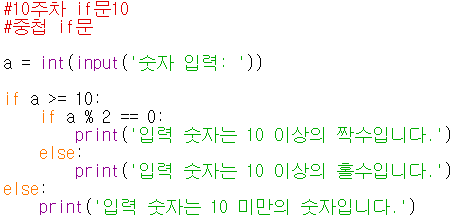 #10주차 if문10
#중첩 if문
a = int(input('숫자 입력: '))
if a >= 10:
    if a % 2 == 0:
        print('입력 숫자는 10 이상의 짝수입니다.')
    else:
        print('입력 숫자는 10 이상의 홀수입니다.')
else:
    print('입력 숫자는 10 미만의 숫자입니다.')